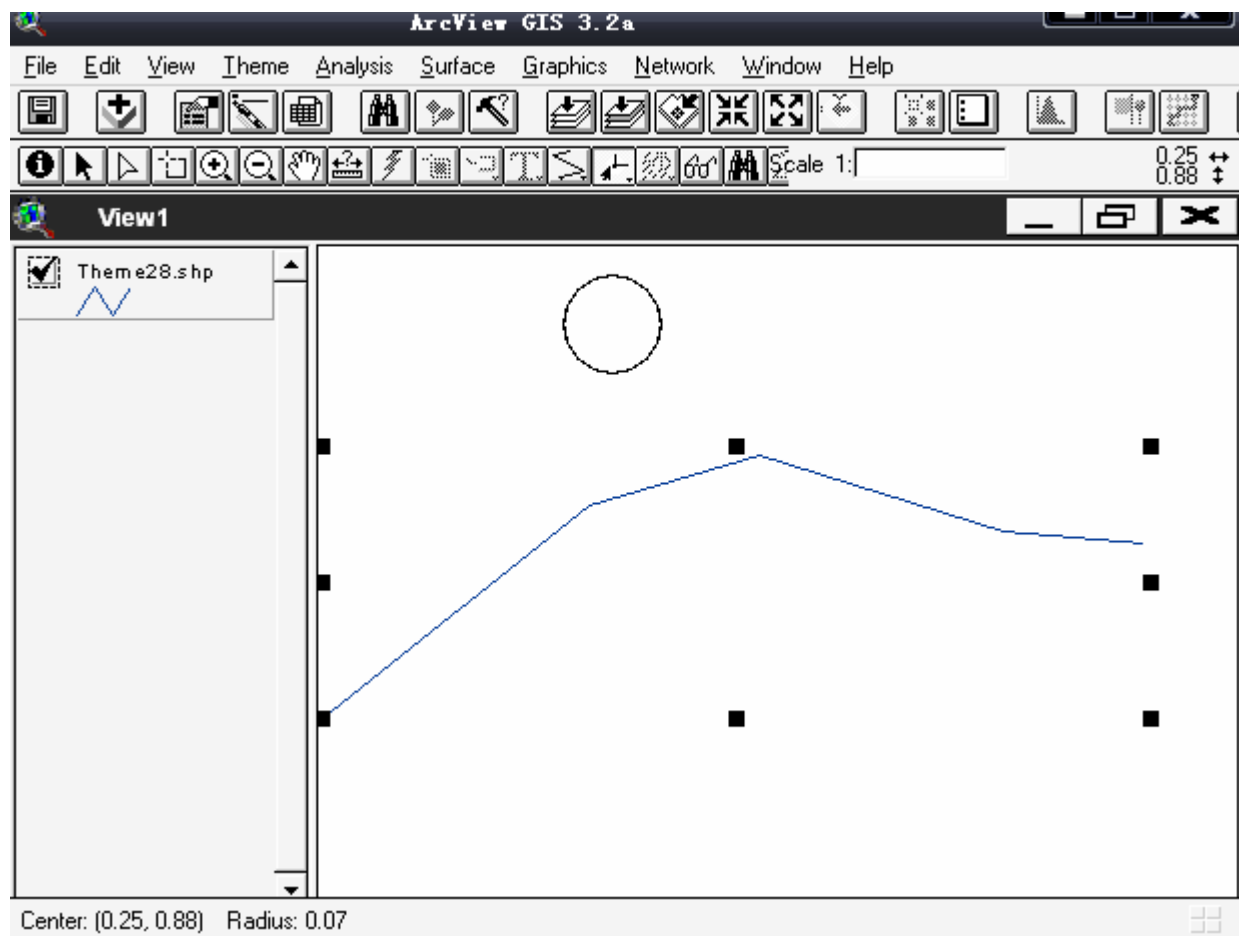 ArcView GIS 3.2a
File Edit View Theme Analysis Surface Graphics Network Window Help
Scale 1:
0.25
0.88
View1
Theme28.shp
Center: (0.25, 0.88) Radius: 0.07